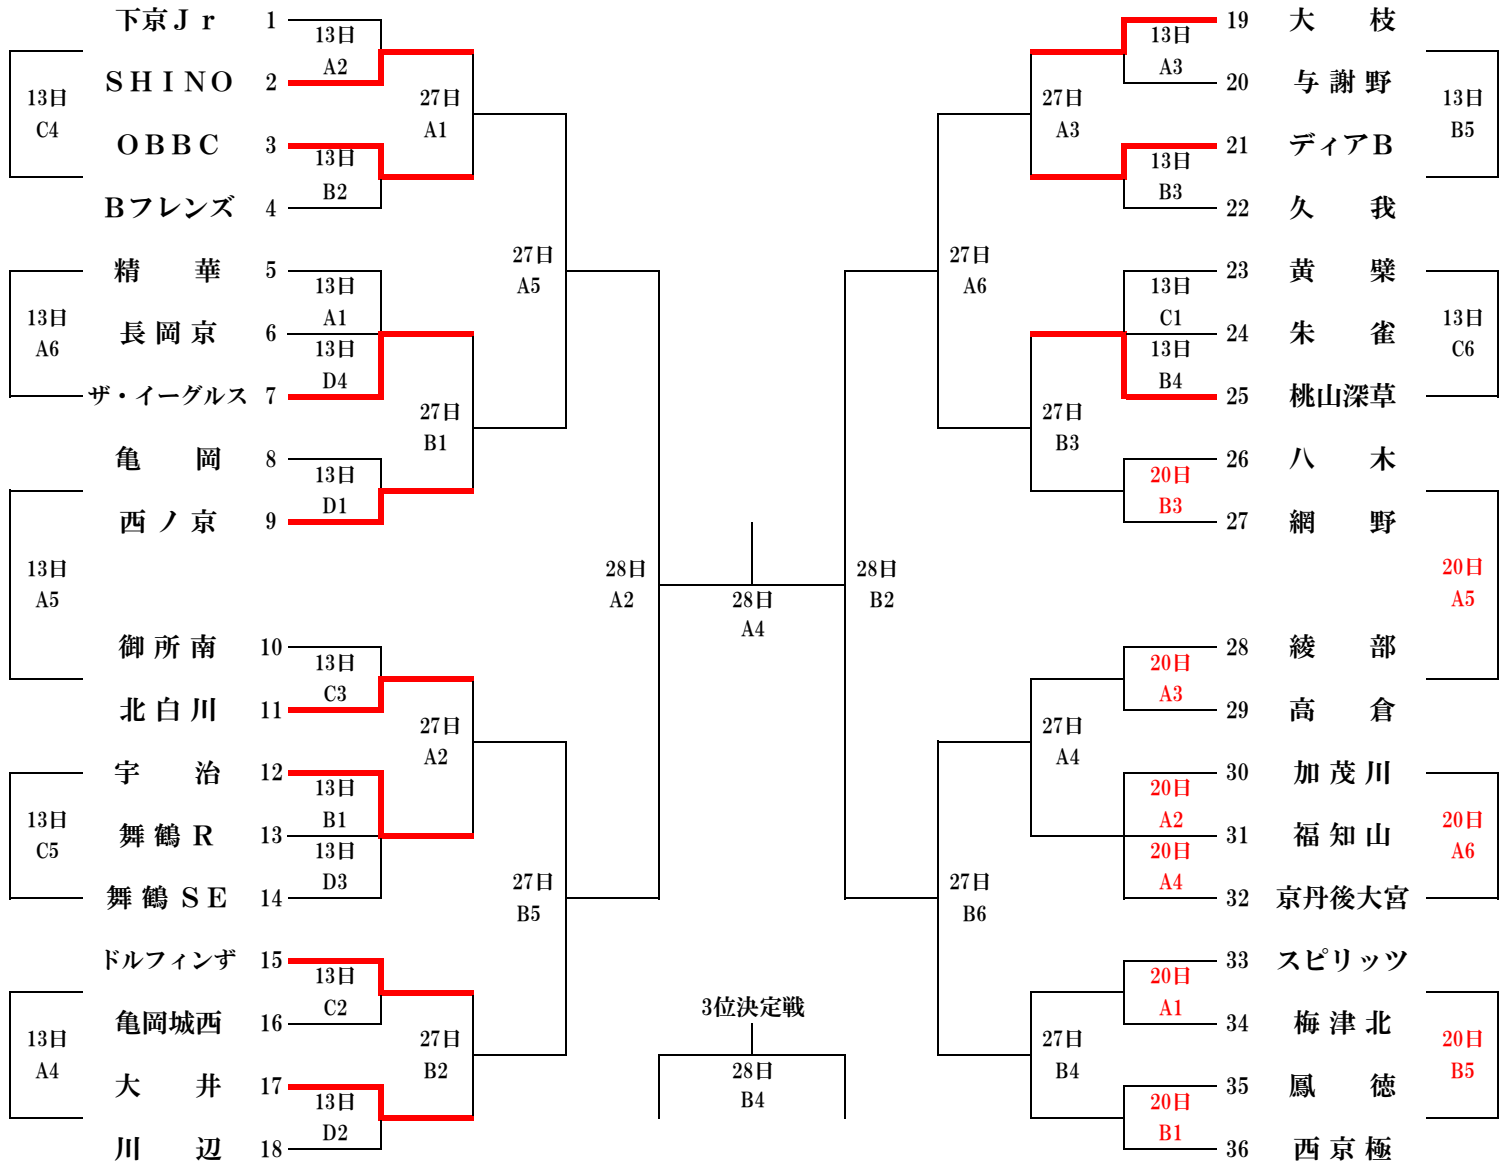 下京Ｊｒ 1
ＳＨＩＮＯ 2
ＯＢＢＣ 3
Ｂフレンズ 4
精　華 5
長岡京 6
ザ・イーグルス 7
亀　岡 8
西ノ京 9
御所南 10
北白川 11
宇　治 12
舞鶴Ｒ 13
舞鶴ＳＥ 14
ドルフィンず 15
亀岡城西 16
大　井 17
川　辺 18
13日
C4
13日
A6
13日
A5
13日
C5
13日
A4
13日
A2
13日
B2
13日
A1
13日
D4
13日
D1
13日
C3
13日
B1
13日
D3
13日
C2
13日
D2
27日
A1
27日
B1
27日
A2
27日
B2
27日
A5
27日
B5
28日
A2
28日
A4
3位決定戦
28日
B4
28日
B2
27日
A6
27日
B6
27日
A3
27日
B3
27日
A4
27日
B4
13日
A3
13日
B3
13日
C1
13日
B4
20日
B3
20日
A3
20日
A2
20日
A4
20日
A1
20日
B1
19 大　枝
20 与謝野
21 ディアＢ
22 久　我
23 黄　檗
24 朱　雀
25 桃山深草
26 八　木
27 網　野
28 綾　部
29 高　倉
30 加茂川
31 福知山
32 京丹後大宮
33 スピリッツ
34 梅津北
35 鳳　徳
36 西京極
13日
B5
13日
C6
20日
A5
20日
A6
20日
B5